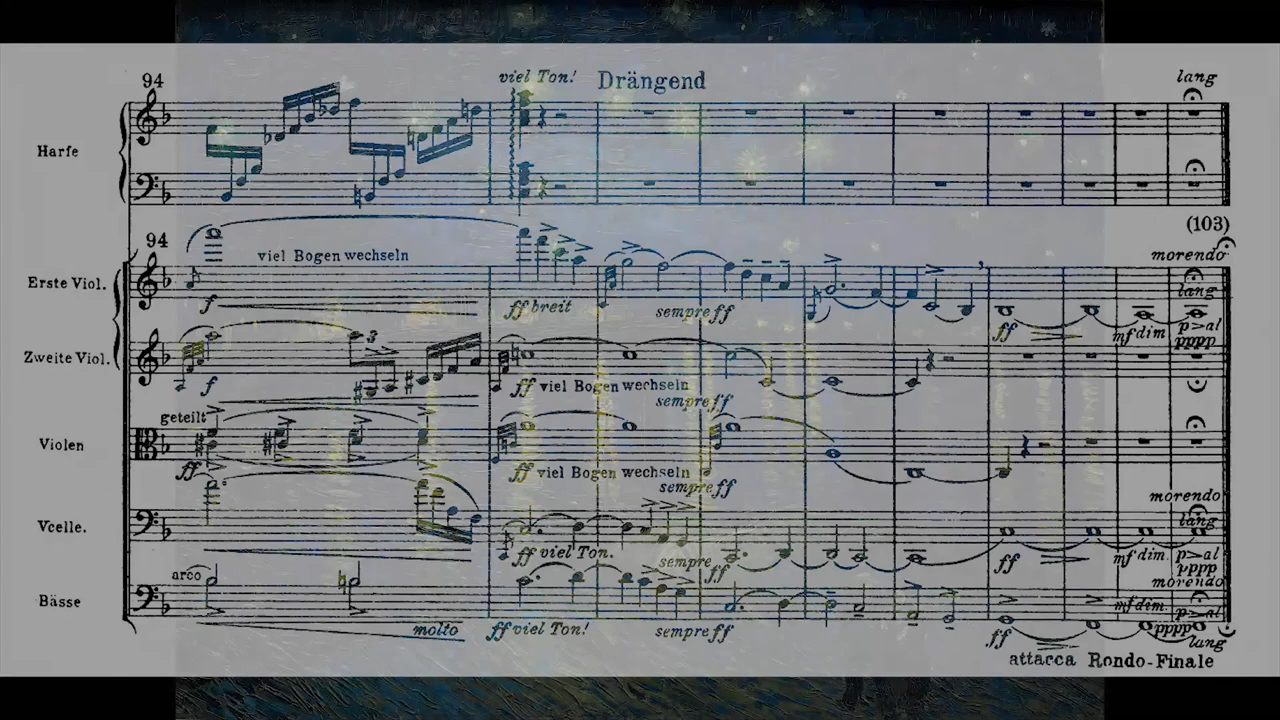 94 viel Ton! Drängend lang
Harfe
(103)
94 viel Bogen wechseln morendo
Erste Viol. lang
f ff breit sempre ff ff mf dim p>al
pppp
3
Zweite Viol.
f ff viel Bogen wechseln
sempre ff
geteilt
Violen
ff ff viel Bogen wechseln
sempre ff
morendo
Vcelle. lang
ff viel Ton. sempre ff ff mf dim. p>al
pppp
arco morendo
Bässe mf dim. p>al
molto ff viel Ton! sempre ff ff pppp
lang
attacca Rondo-Finale